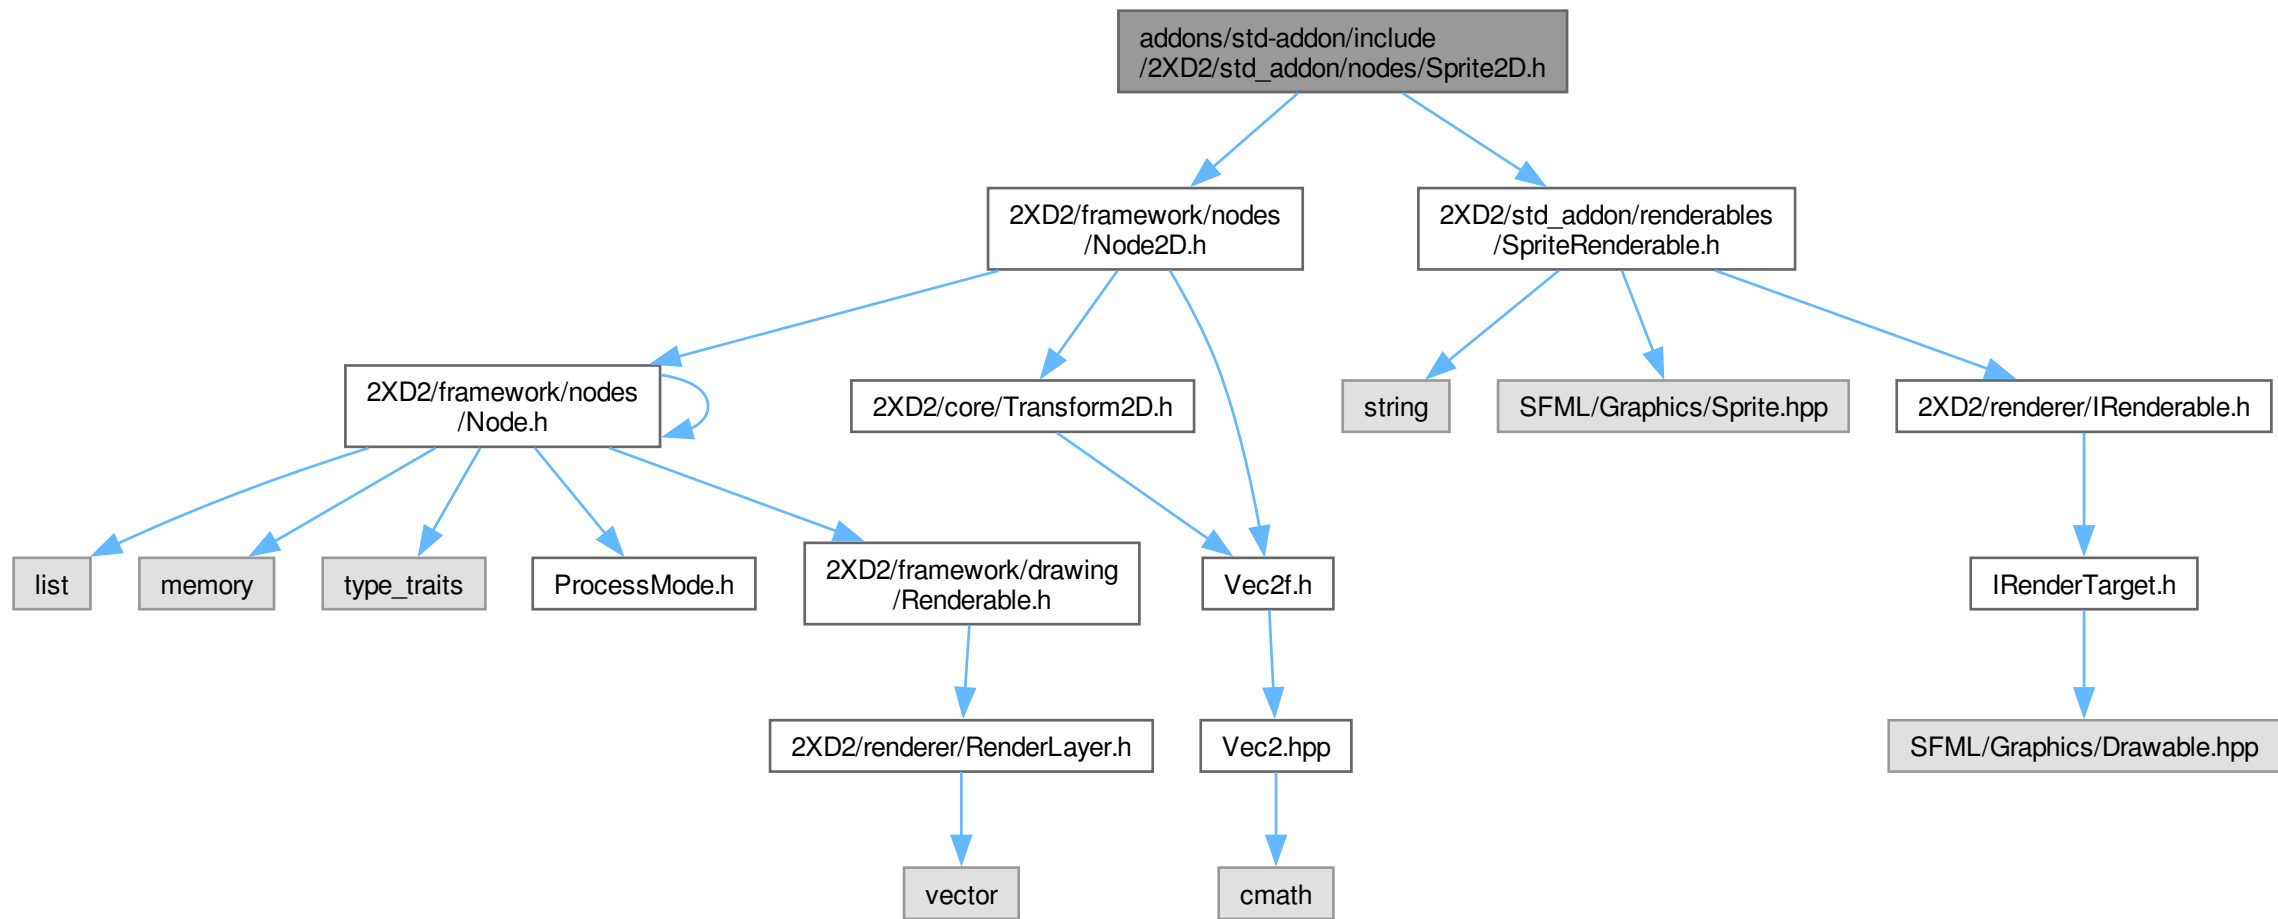 addons/std-addon/include
/2XD2/std_addon/nodes/Sprite2D.h
2XD2/framework/nodes
/Node2D.h
2XD2/std_addon/renderables
/SpriteRenderable.h
2XD2/framework/nodes
/Node.h
2XD2/core/Transform2D.h
string
SFML/Graphics/Sprite.hpp
2XD2/renderer/IRenderable.h
list
memory
type_traits
ProcessMode.h
2XD2/framework/drawing
/Renderable.h
Vec2f.h
IRenderTarget.h
2XD2/renderer/RenderLayer.h
Vec2.hpp
SFML/Graphics/Drawable.hpp
vector
cmath